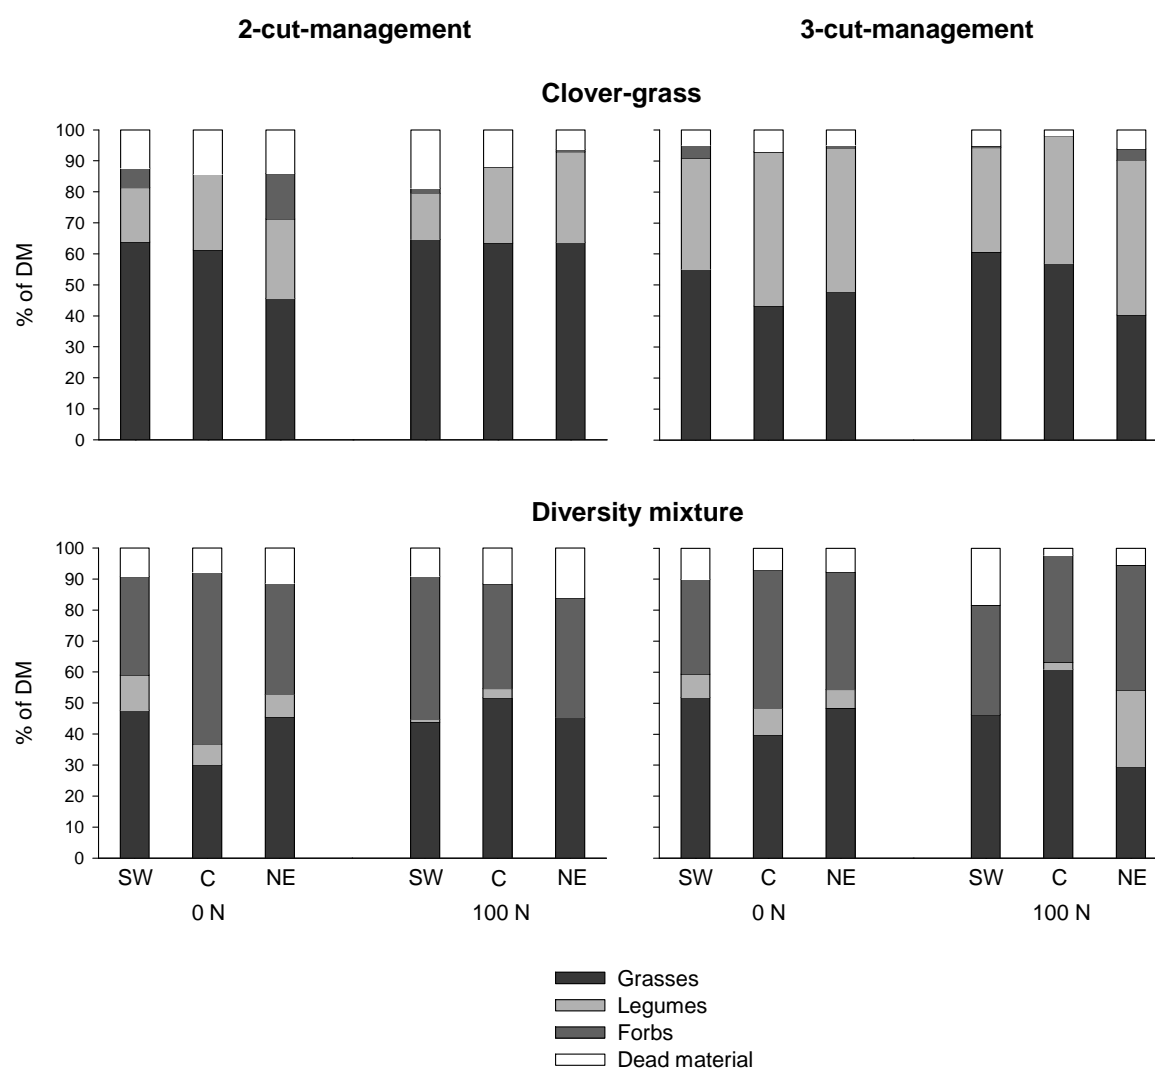 2-cut-management 3-cut-management
Clover-grass
100
90
80
70
60
50
40
30
20
10
0
% of DM
Diversity mixture
100
90
80
70
60
50
40
30
20
10
0
% of DM
SW C NE SW C NE SW C NE SW C NE
0 N 100 N 0 N 100 N
Grasses
Legumes
Forbs
Dead material